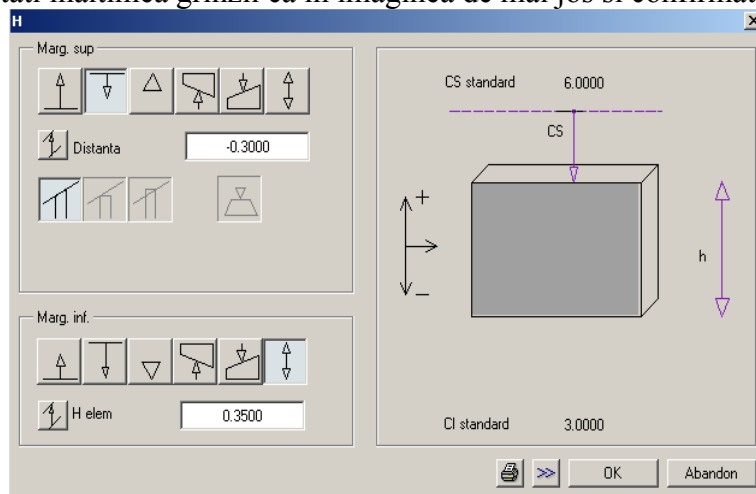 H
Marg. sup
Distanta
-0.3000
Marg. inf.
H elem
0.3500
CS standard 6.0000
CS
+
−
h
CI standard 3.0000
>>
OK
Abandon